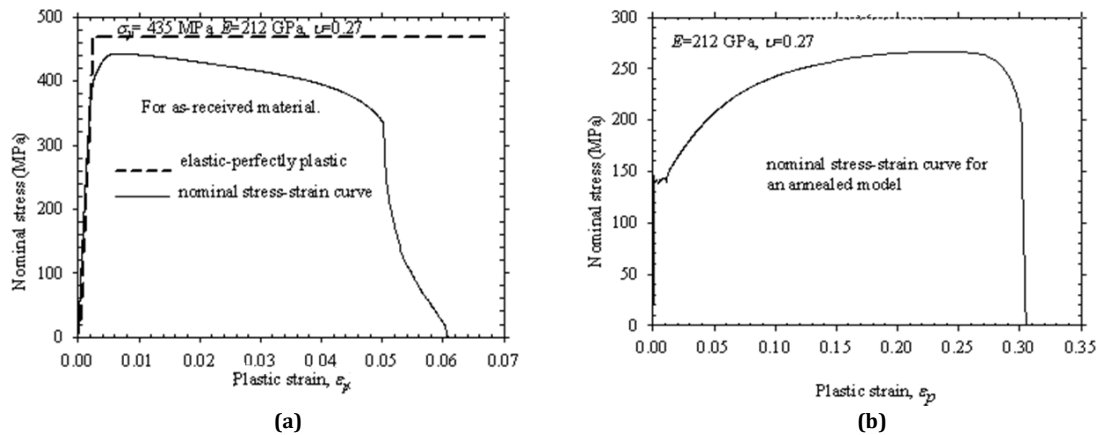 σy= 435 MPa, E=212 GPa, υ=0.27
500
400
300
200
100
0
Nominal stress (MPa)
For as-received material.
elastic-perfectly plastic
nominal stress-strain curve
0.00 0.01 0.02 0.03 0.04 0.05 0.06 0.07
Plastic strain, εp
(a)
300
250
200
150
100
50
0
Nominal stress (MPa)
E=212 GPa, υ=0.27
nominal stress-strain curve for
an annealed model
0.00 0.05 0.10 0.15 0.20 0.25 0.30 0.35
Plastic strain, εp
(b)